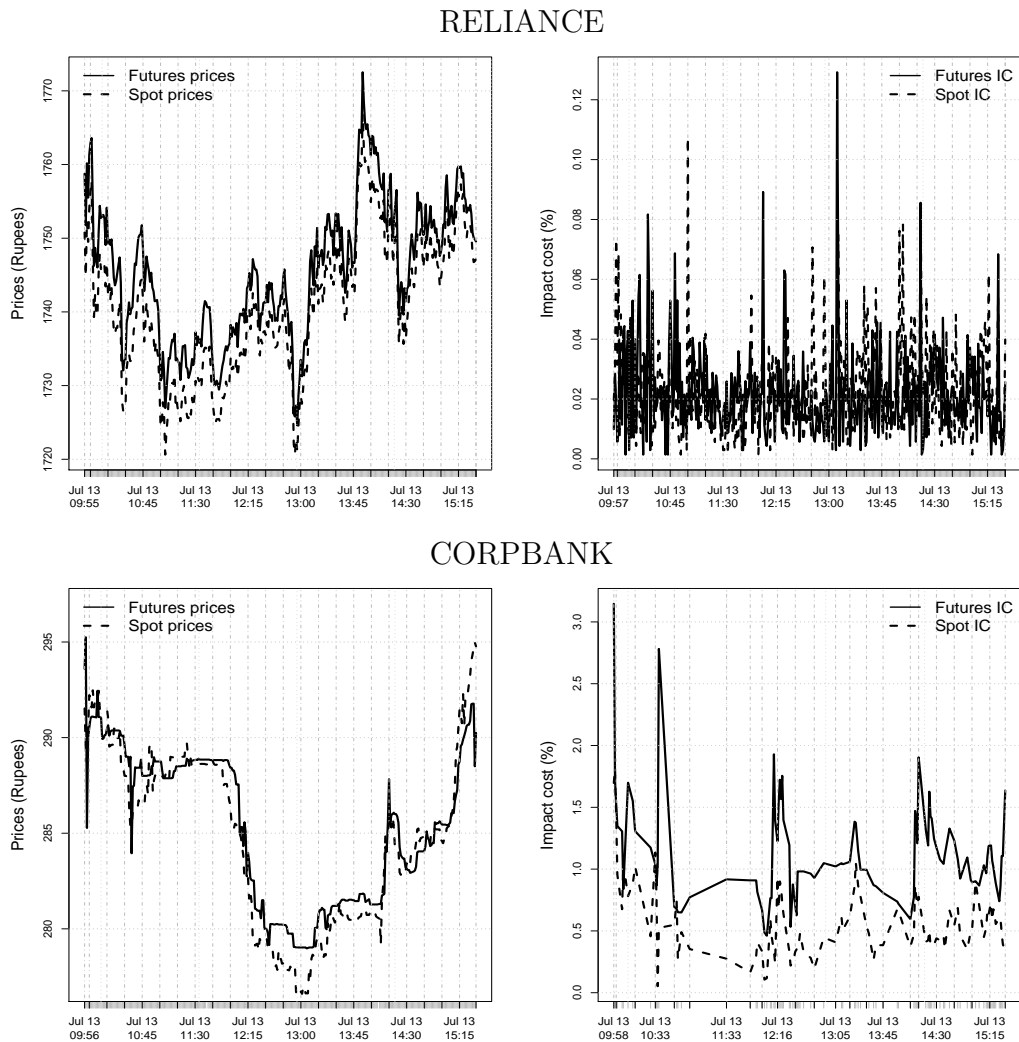 RELIANCE
Futures prices
Spot prices
Prices (Rupees)
1770
1760
1750
1740
1730
1720
Jul 13 Jul 13 Jul 13 Jul 13 Jul 13 Jul 13 Jul 13 Jul 13
09:55 10:45 11:30 12:15 13:00 13:45 14:30 15:15
Futures IC
Spot IC
Impact cost (%)
0.12
0.10
0.08
0.06
0.04
0.02
0.00
Jul 13 Jul 13 Jul 13 Jul 13 Jul 13 Jul 13 Jul 13 Jul 13
09:57 10:45 11:30 12:15 13:00 13:45 14:30 15:15
CORPBANK
Futures prices
Spot prices
Prices (Rupees)
295
290
285
280
Jul 13 Jul 13 Jul 13 Jul 13 Jul 13 Jul 13 Jul 13 Jul 13
09:56 10:45 11:30 12:15 13:00 13:45 14:30 15:15
Futures IC
Spot IC
Impact cost (%)
3.0
2.5
2.0
1.5
1.0
0.5
0.0
Jul 13 Jul 13 Jul 13 Jul 13 Jul 13 Jul 13 Jul 13 Jul 13
09:58 10:33 11:33 12:16 13:05 13:45 14:30 15:15